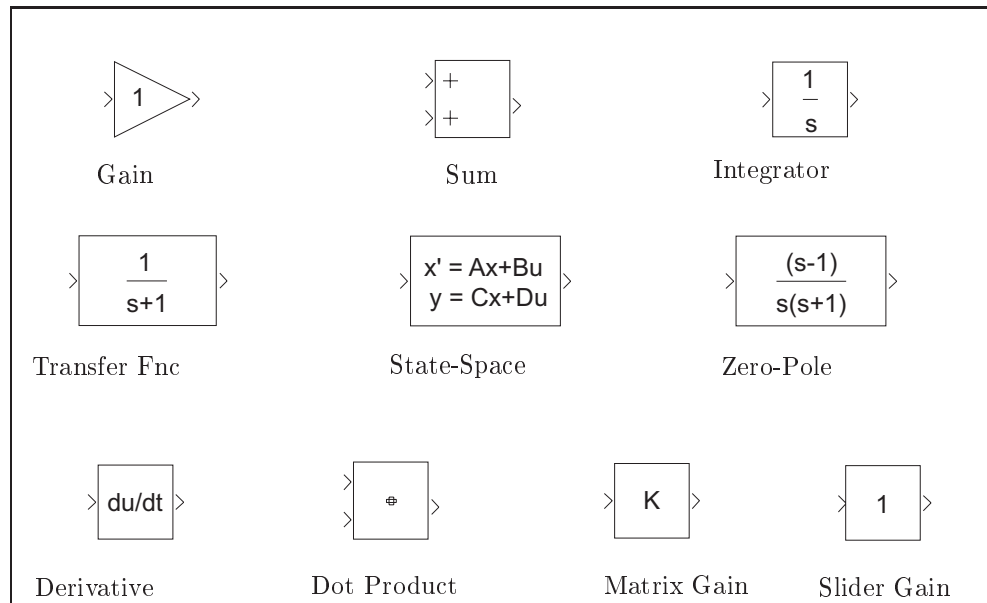 1
+
+
1
s
Gain
Sum
Integrator
1
s+1
x' = Ax+Bu
y = Cx+Du
(s-1)
s(s+1)
Transfer Fnc
State-Space
Zero-Pole
du/dt
K
1
Derivative
Dot Product
Matrix Gain
Slider Gain